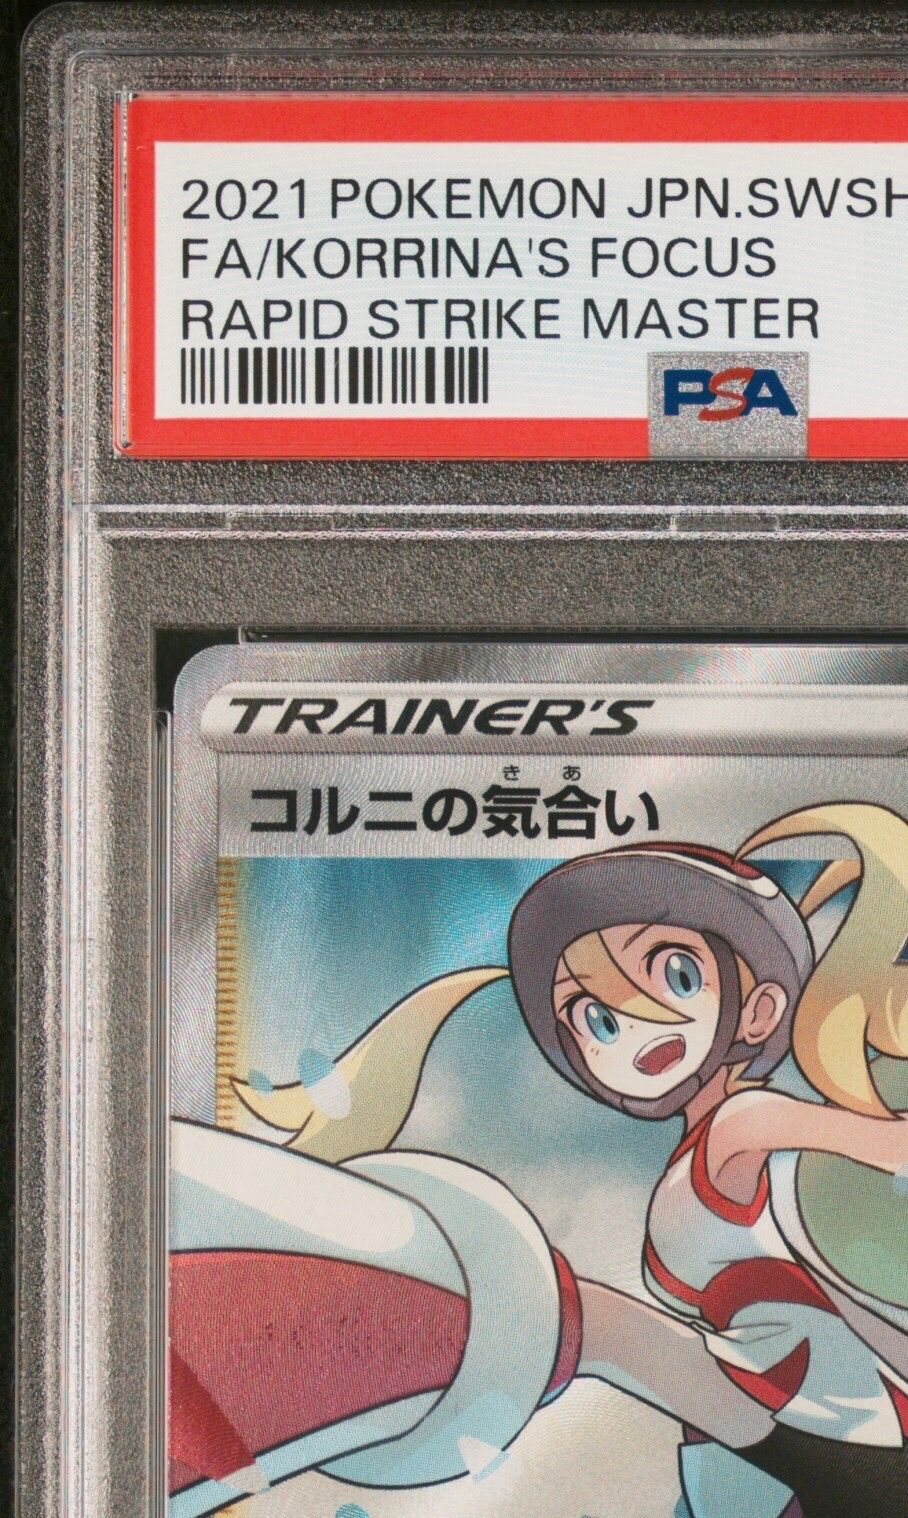 2021 POKEMON JPN.SWSH
FA/KORRINA'S FOCUS
RAPID STRIKE MASTER
PSA
TRAINER'S
きあ
コルニの気合い